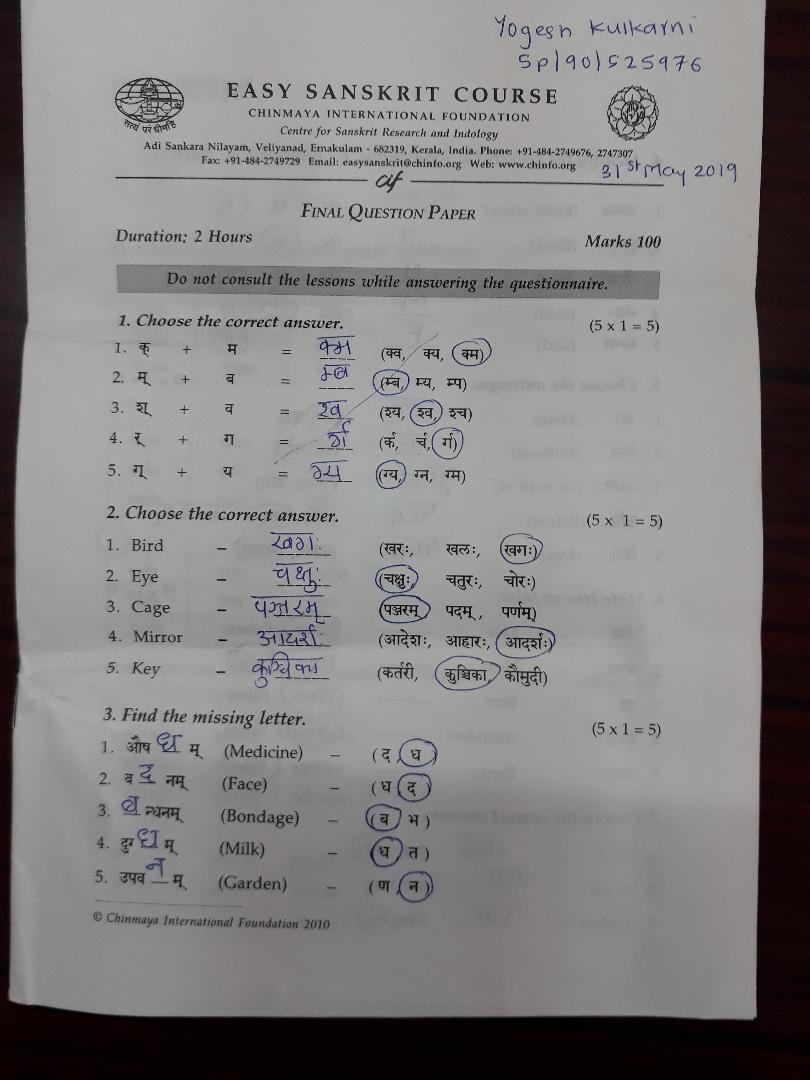 Yogesh Kulkarni
SP/90/525976
EASY SANSKRIT COURSE
CHINMAYA INTERNATIONAL FOUNDATION
Centre for Sanskrit Research and Indology
सत्यं परं धीमहि
Adi Sankara Nilayam, Veliyanad, Ernakulam - 682319, Kerala, India. Phone: +91-484-2749676, 2747307
Fax: +91-484-2749729 Email: easysanskrit@chinfo.org Web: www.chinfo.org
31st May 2019
FINAL QUESTION PAPER
Duration: 2 Hours Marks 100
Do not consult the lessons while answering the questionnaire.
1. Choose the correct answer. (5 x 1 = 5)
1. क् + म = क्म (क्व, क्य, क्म)
2. म् + ब = म्ब (म्ब, म्य, म्प)
3. श् + व = श्व (श्य, श्व, श्च)
4. र् + ग = र्ग (र्क, र्च, र्ग)
5. ग् + य = ग्य (ग्य, ग्न, ग्म)
2. Choose the correct answer. (5 x 1 = 5)
1. Bird – खगः (खरः, खलः, खगः)
2. Eye – चक्षुः (चक्षुः, चतुरः, चोरः)
3. Cage – पञ्जरम् (पञ्जरम्, पदम्, पर्णम्)
4. Mirror – आदर्शः (आदेशः, आहारः, आदर्शः)
5. Key – कुञ्चिका (कर्तरी, कुञ्चिका, कौमुदी)
3. Find the missing letter. (5 x 1 = 5)
1. औष ध म् (Medicine) – (द, ध)
2. व द नम् (Face) – (ध, द)
3. ब न्धनम् (Bondage) – (ब, भ)
4. दुग् ध म् (Milk) – (ध, त)
5. उपव न म् (Garden) – (ण, न)
© Chinmaya International Foundation 2010